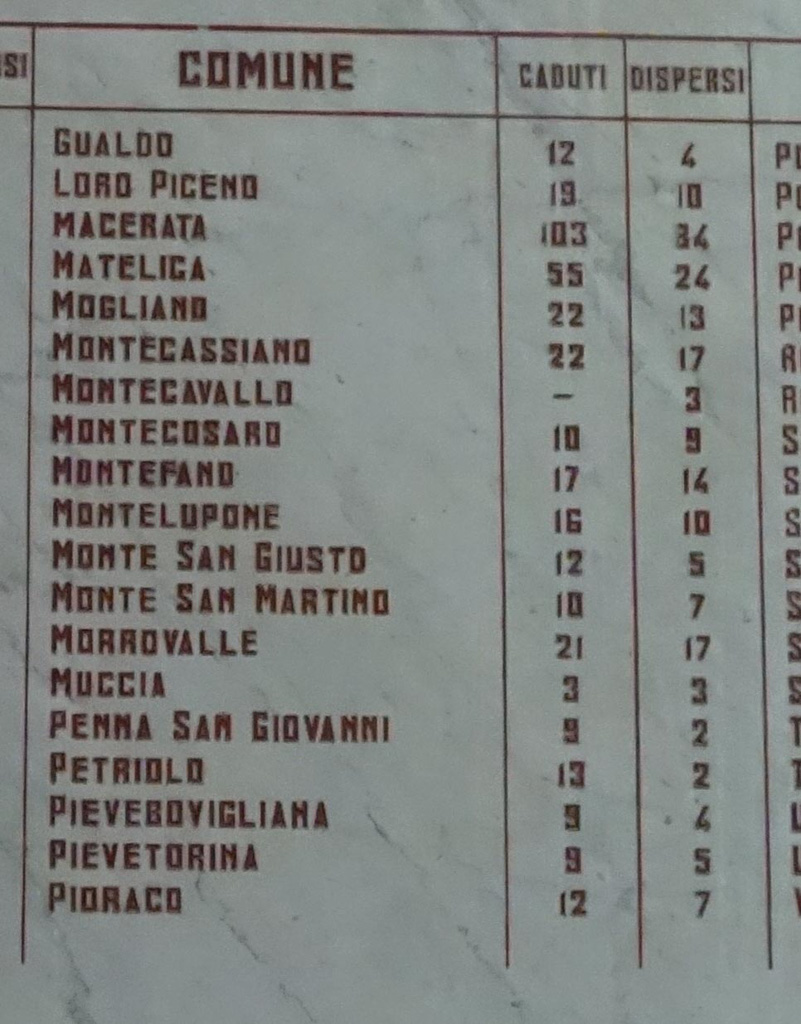 SI COMUNE CADUTI DISPERSI
GUALDO 12 4 P
LORO PICENO 19 10 P
MACERATA 103 34 P
MATELICA 55 24 P
MOGLIANO 22 13 P
MONTECASSIANO 22 17 R
MONTECAVALLO – 3 R
MONTECOSARO 10 9 S
MONTEFANO 17 14 S
MONTELUPONE 16 10 S
MONTE SAN GIUSTO 12 5 S
MONTE SAN MARTINO 10 7 S
MORROVALLE 21 17 S
MUCCIA 3 3 S
PENNA SAN GIOVANNI 9 2 T
PETRIOLO 13 2 T
PIEVEBOVIGLIANA 9 4 U
PIEVETORINA 9 5 U
PIORACO 12 7 V